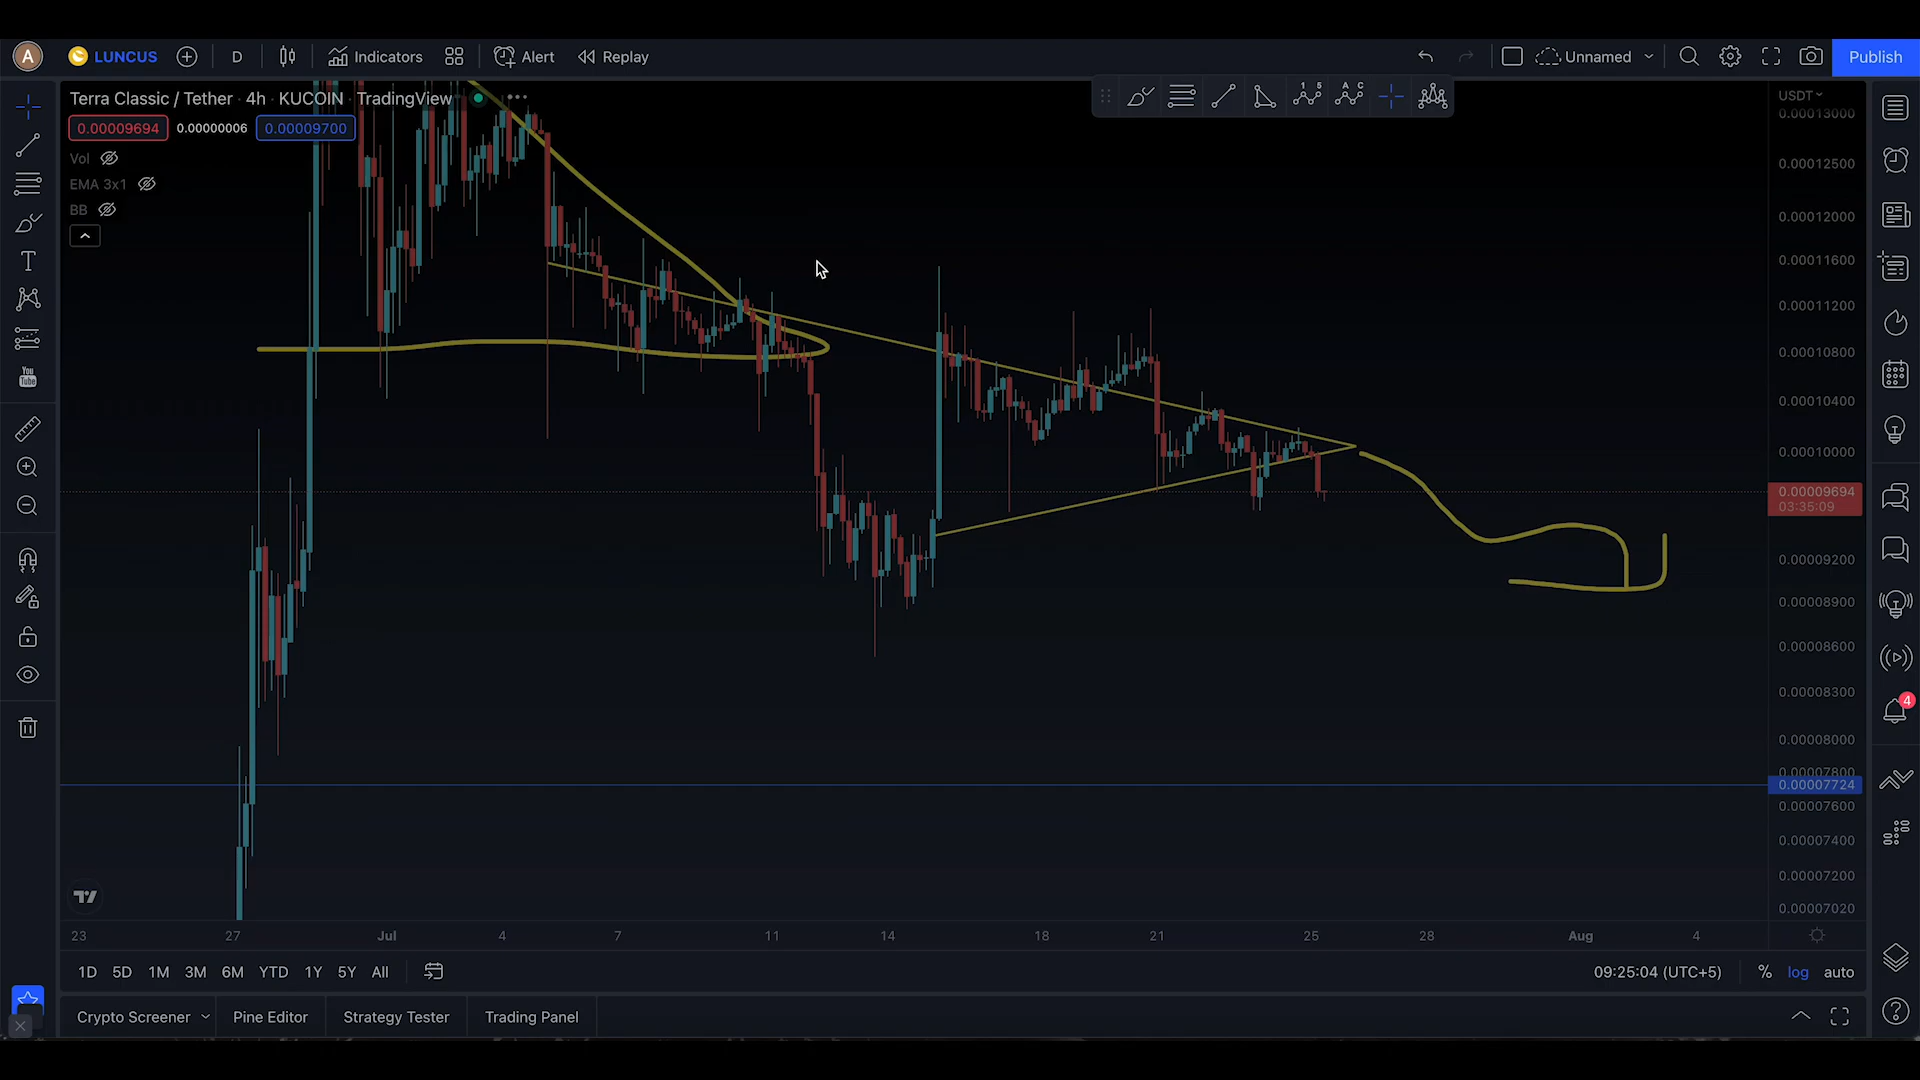 A LUNCUS D Indicators Alert Replay Unnamed Publish
Terra Classic / Tether · 4h · KUCOIN · TradingView
0.00009694 0.00000006 0.00009700
Vol
EMA 3x1
BB
1 5
A C
You
Tube
USDT
0.00013000
0.00012500
0.00012000
0.00011600
0.00011200
0.00010800
0.00010400
0.00010000
0.00009694
03:35:09
0.00009200
0.00008900
0.00008600
0.00008300
0.00008000
0.00007800
0.00007724
0.00007600
0.00007400
0.00007200
0.00007020
4
23 27 Jul 4 7 11 14 18 21 25 28 Aug 4
1D 5D 1M 3M 6M YTD 1Y 5Y All 09:25:04 (UTC+5) % log auto
Crypto Screener Pine Editor Strategy Tester Trading Panel